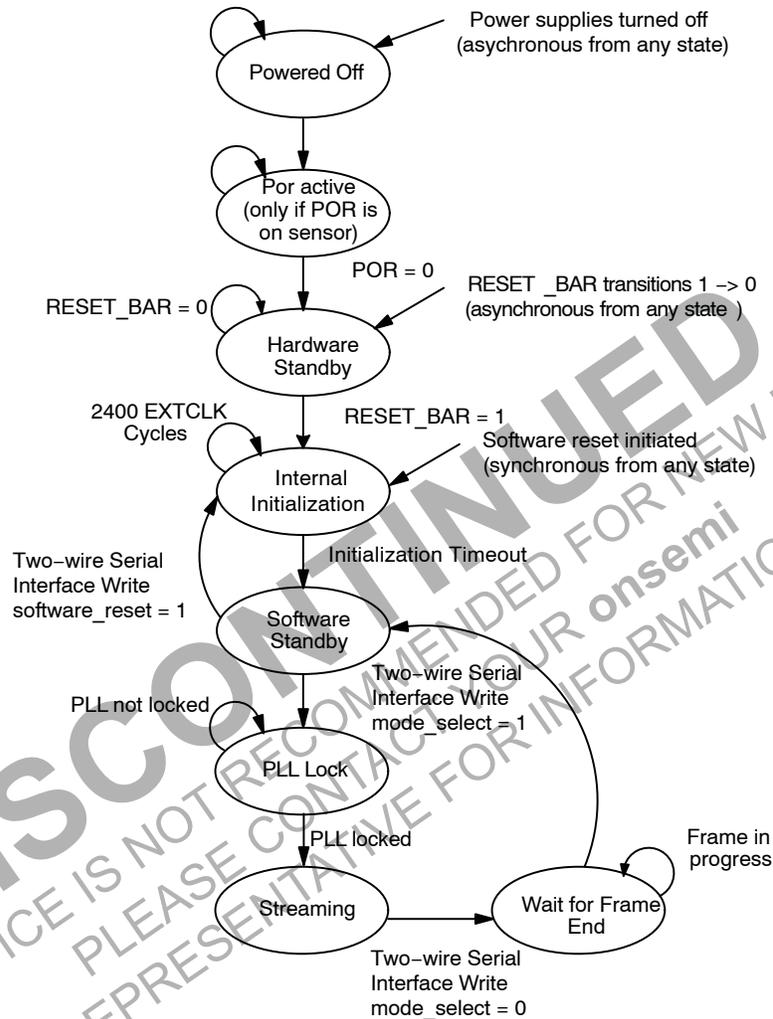 Power supplies turned off
(asychronous from any state)
Powered Off
Por active
(only if POR is
on sensor)
POR = 0
RESET _BAR transitions 1 −> 0
(asynchronous from any state )
RESET_BAR = 0
Hardware
Standby
2400 EXTCLK
Cycles
RESET_BAR = 1
Software reset initiated
(synchronous from any state)
Internal
Initialization
Initialization Timeout
Two−wire Serial
Interface Write
software_reset = 1
Software
Standby
Two−wire Serial
Interface Write
mode_select = 1
PLL not locked
PLL Lock
PLL locked
Frame in
progress
Streaming
Wait for Frame
End
Two−wire Serial
Interface Write
mode_select = 0
ISCONTINUED
ICE IS NOT RECOMMENDED FOR NEW
PLEASE CONTACT YOUR onsemi
EPRESENTATIVE FOR INFORMATIO